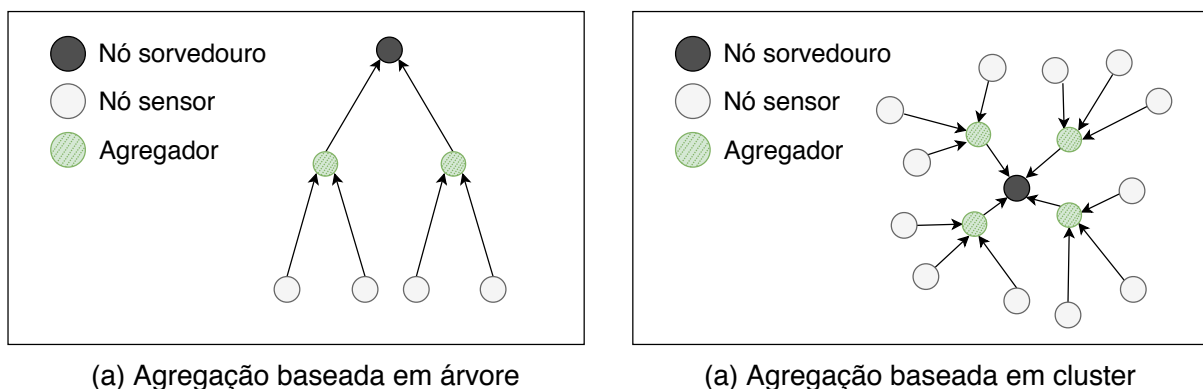 Nó sorvedouro
Nó sensor
Agregador
(a) Agregação baseada em árvore
Nó sorvedouro
Nó sensor
Agregador
(a) Agregação baseada em cluster